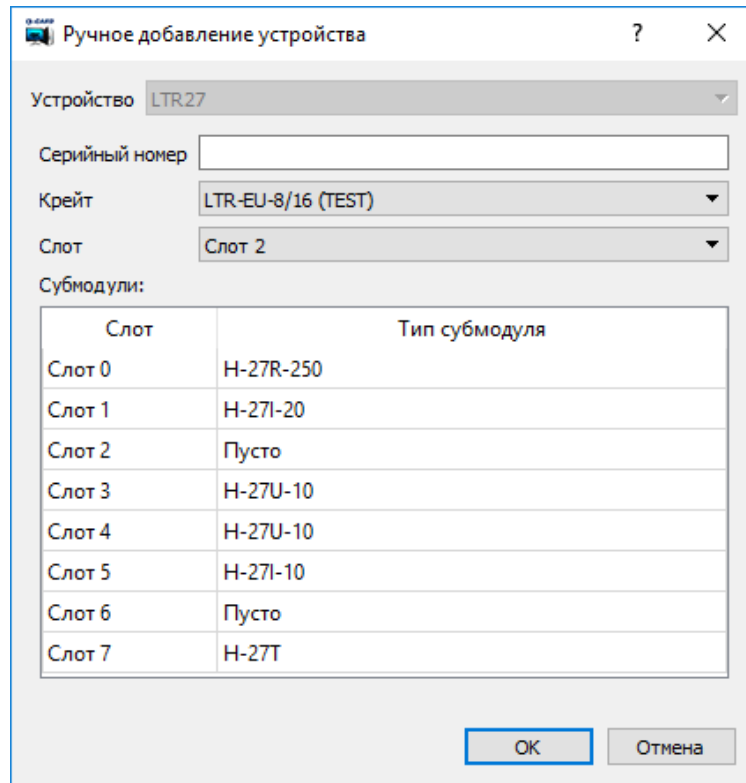 Q-CARD
Ручное добавление устройства ?
Устройство LTR27
Серийный номер
Крейт LTR-EU-8/16 (TEST)
Слот Слот 2
Субмодули:
Слот Тип субмодуля
Слот 0 H-27R-250
Слот 1 H-27I-20
Слот 2 Пусто
Слот 3 H-27U-10
Слот 4 H-27U-10
Слот 5 H-27I-10
Слот 6 Пусто
Слот 7 H-27T
OK Отмена